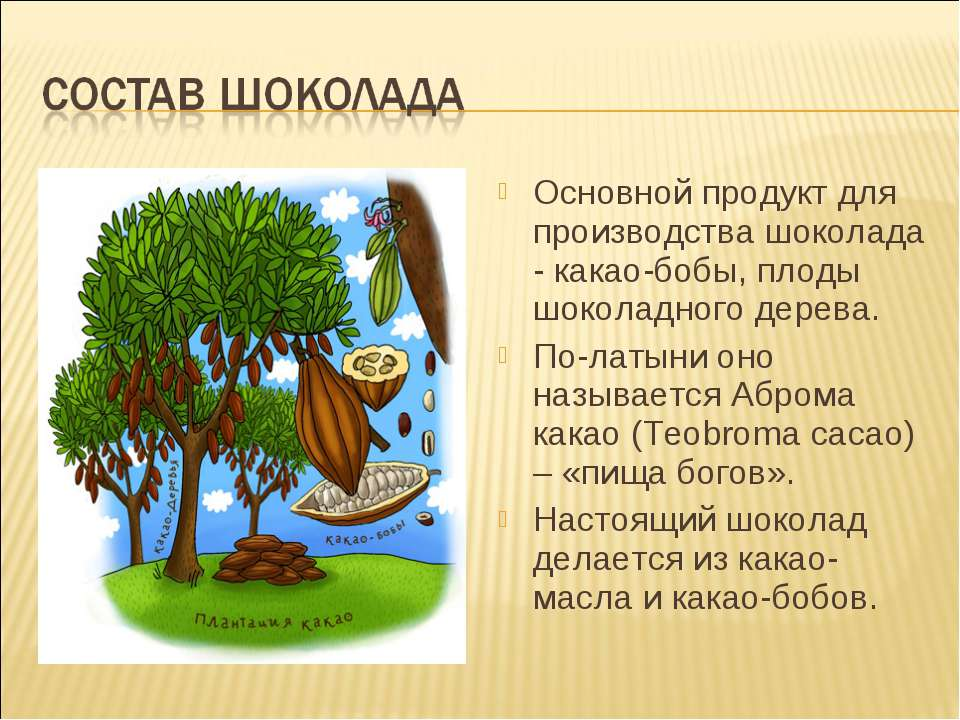 СОСТАВ ШОКОЛАДА
Основной продукт для
производства шоколада
- какао-бобы, плоды
шоколадного дерева.
По-латыни оно
называется Аброма
какао (Teobroma cacao)
– «пища богов».
Настоящий шоколад
делается из какао-
масла и какао-бобов.
какао-деревья
какао-бобы
Плантация какао